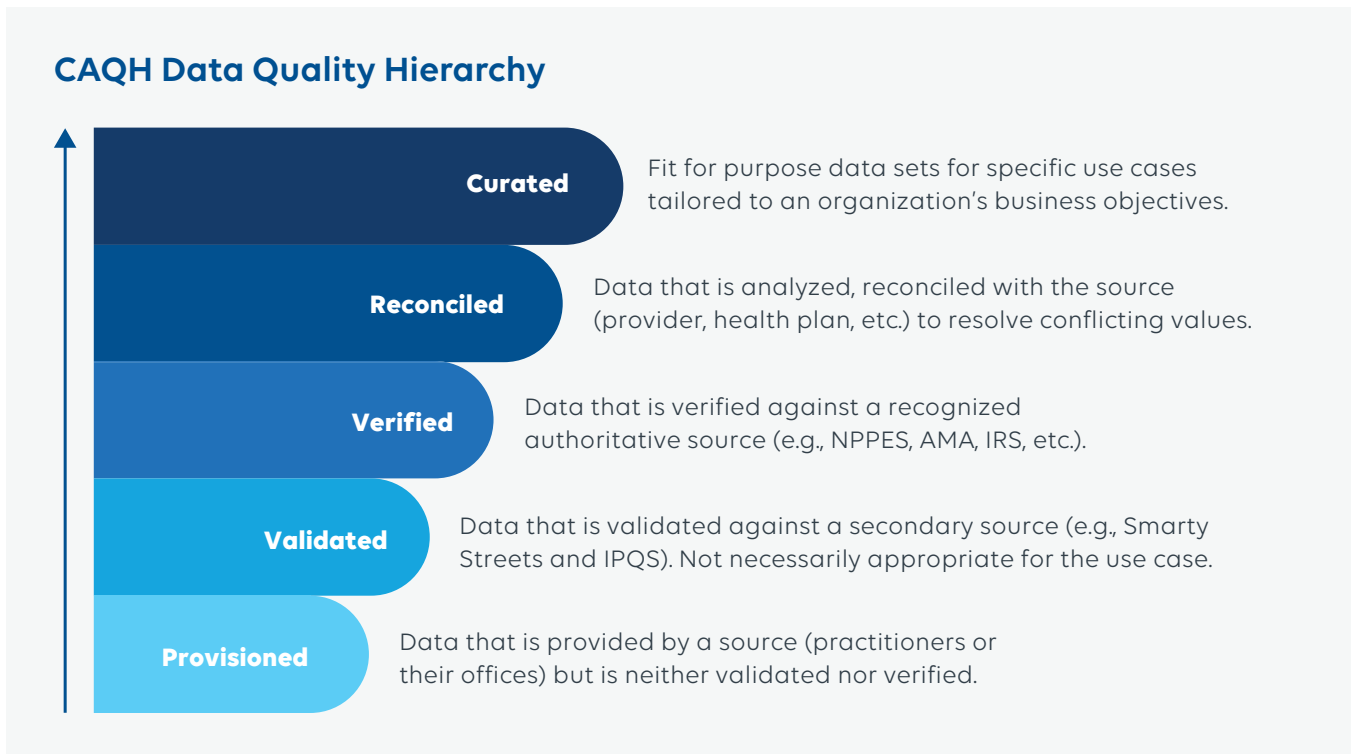 CAQH Data Quality Hierarchy
Curated
Fit for purpose data sets for specific use cases
tailored to an organization’s business objectives.
Reconciled
Data that is analyzed, reconciled with the source
(provider, health plan, etc.) to resolve conflicting values.
Verified
Data that is verified against a recognized
authoritative source (e.g., NPPES, AMA, IRS, etc.).
Validated
Data that is validated against a secondary source (e.g., Smarty
Streets and IPQS). Not necessarily appropriate for the use case.
Provisioned
Data that is provided by a source (practitioners or
their offices) but is neither validated nor verified.